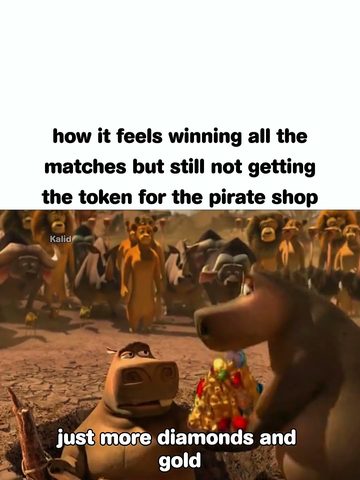 how it feels winning all the
matches but still not getting
the token for the pirate shop
Kalid
just more diamonds and
gold